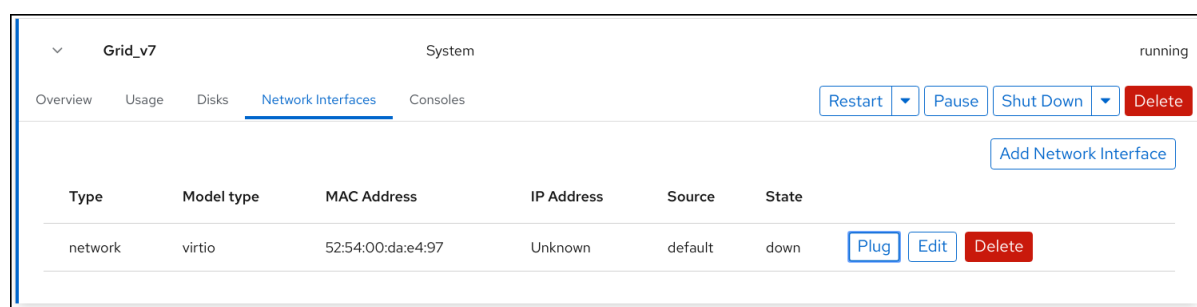 Grid_v7 System running
Overview Usage Disks Network Interfaces Consoles Restart Pause Shut Down Delete
Add Network Interface
Type Model type MAC Address IP Address Source State
network virtio 52:54:00:da:e4:97 Unknown default down Plug Edit Delete